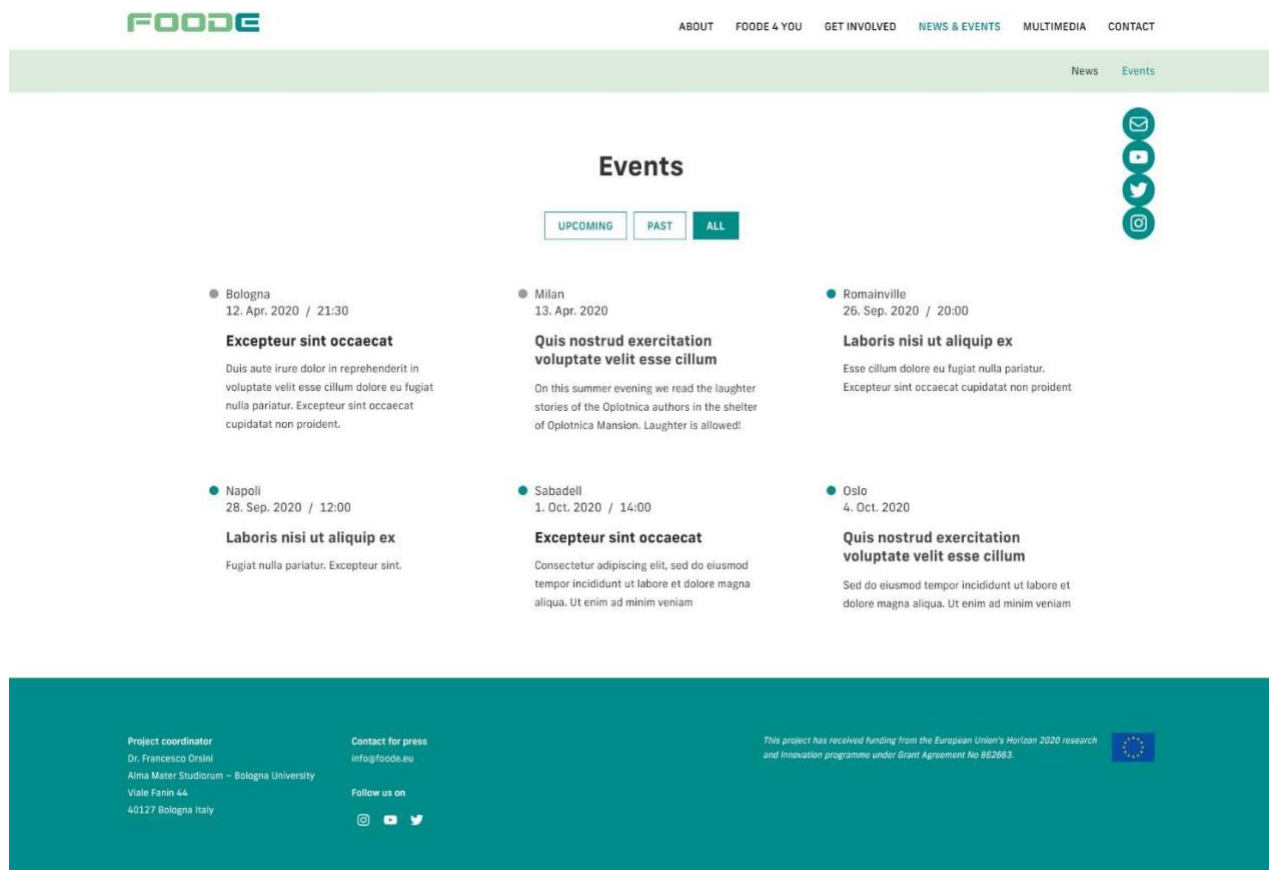 FOODE
ABOUT FOODE 4 YOU GET INVOLVED NEWS & EVENTS MULTIMEDIA CONTACT
News Events
Events
UPCOMING PAST ALL
Bologna
12. Apr. 2020 / 21:30
Excepteur sint occaecat
Duis aute irure dolor in reprehenderit in
voluptate velit esse cillum dolore eu fugiat
nulla pariatur. Excepteur sint occaecat
cupidatat non proident.
Milan
13. Apr. 2020
Quis nostrud exercitation
voluptate velit esse cillum
On this summer evening we read the laughter
stories of the Oplotnica authors in the shelter
of Oplotnica Mansion. Laughter is allowed!
Romainville
26. Sep. 2020 / 20:00
Laboris nisi ut aliquip ex
Esse cillum dolore eu fugiat nulla pariatur.
Excepteur sint occaecat cupidatat non proident
Napoli
28. Sep. 2020 / 12:00
Laboris nisi ut aliquip ex
Fugiat nulla pariatur. Excepteur sint.
Sabadell
1. Oct. 2020 / 14:00
Excepteur sint occaecat
Consectetur adipiscing elit, sed do eiusmod
tempor incididunt ut labore et dolore magna
aliqua. Ut enim ad minim veniam
Oslo
4. Oct. 2020
Quis nostrud exercitation
voluptate velit esse cillum
Sed do eiusmod tempor incididunt ut labore et
dolore magna aliqua. Ut enim ad minim veniam
Project coordinator
Dr. Francesco Orsini
Alma Mater Studiorum – Bologna University
Viale Fanin 44
40127 Bologna Italy
Contact for press
info@foode.eu
Follow us on
This project has received funding from the European Union's Horizon 2020 research
and innovation programme under Grant Agreement No 862663.